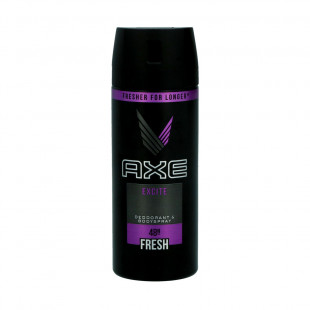 FRESHER FOR LONGER*
AXE
EXCITE
DEODORANT &
BODYSPRAY
48H
FRESH